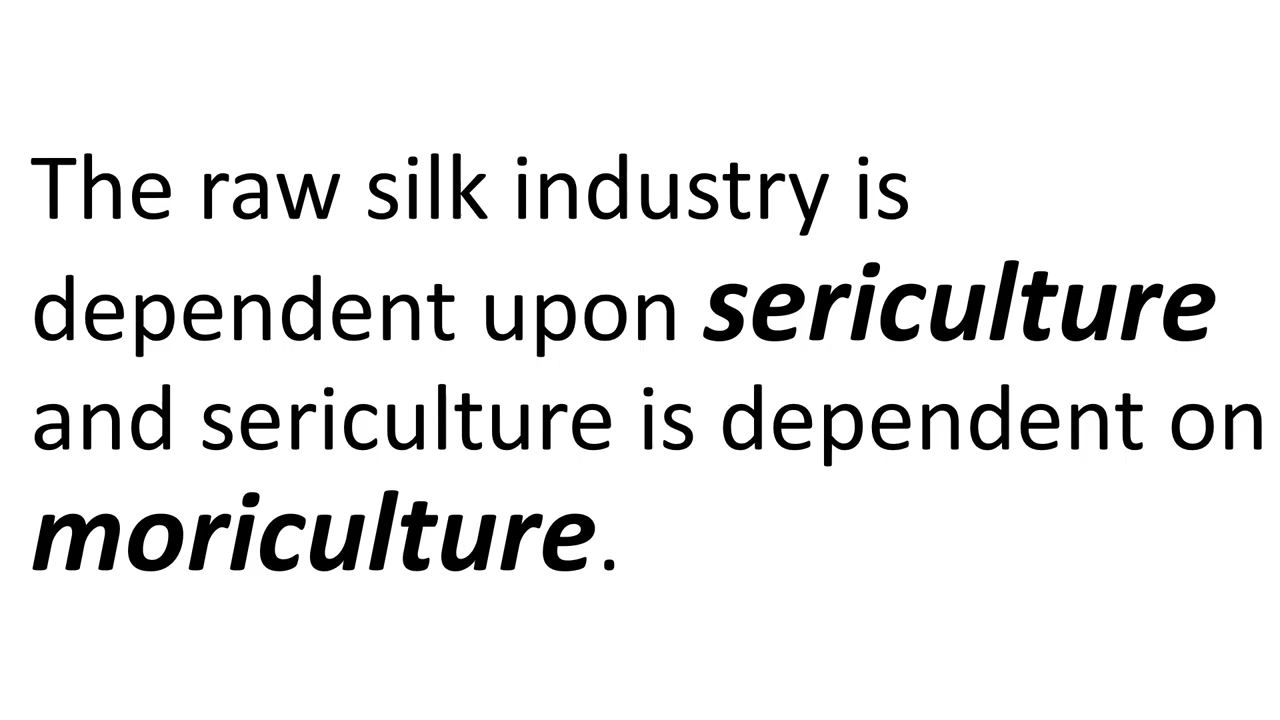 The raw silk industry is
dependent upon sericulture
and sericulture is dependent on
moriculture.